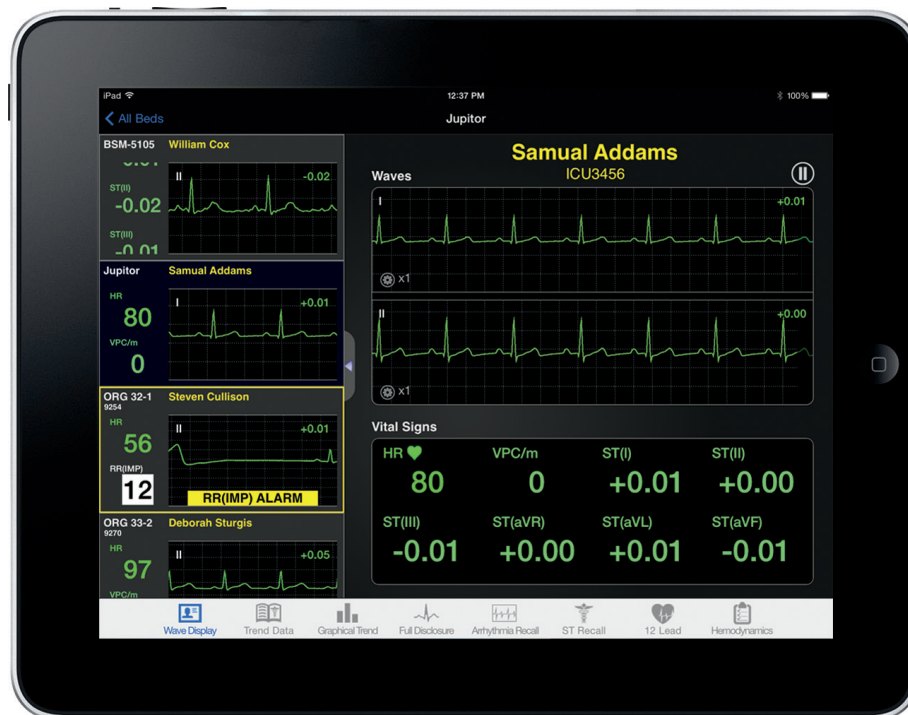 iPad 12:37 PM 100%
All Beds Jupitor
BSM-5105 William Cox
II -0.02
ST(II)
-0.02
ST(III)
-0.01
Jupitor Samual Addams
HR
80
I +0.01
VPC/m
0
ORG 32-1 Steven Cullison
9254
HR
56
II +0.01
RR(IMP)
12
RR(IMP) ALARM
ORG 33-2 Deborah Sturgis
9270
HR
97
II +0.05
VPC/m
Samual Addams
ICU3456
Waves
I +0.01
x1
II +0.00
x1
Vital Signs
HR VPC/m ST(I) ST(II)
80 0 +0.01 +0.00
ST(III) ST(aVR) ST(aVL) ST(aVF)
-0.01 +0.00 +0.01 -0.01
Wave Display Trend Data Graphical Trend Full Disclosure Arrhythmia Recall ST Recall 12 Lead Hemodynamics